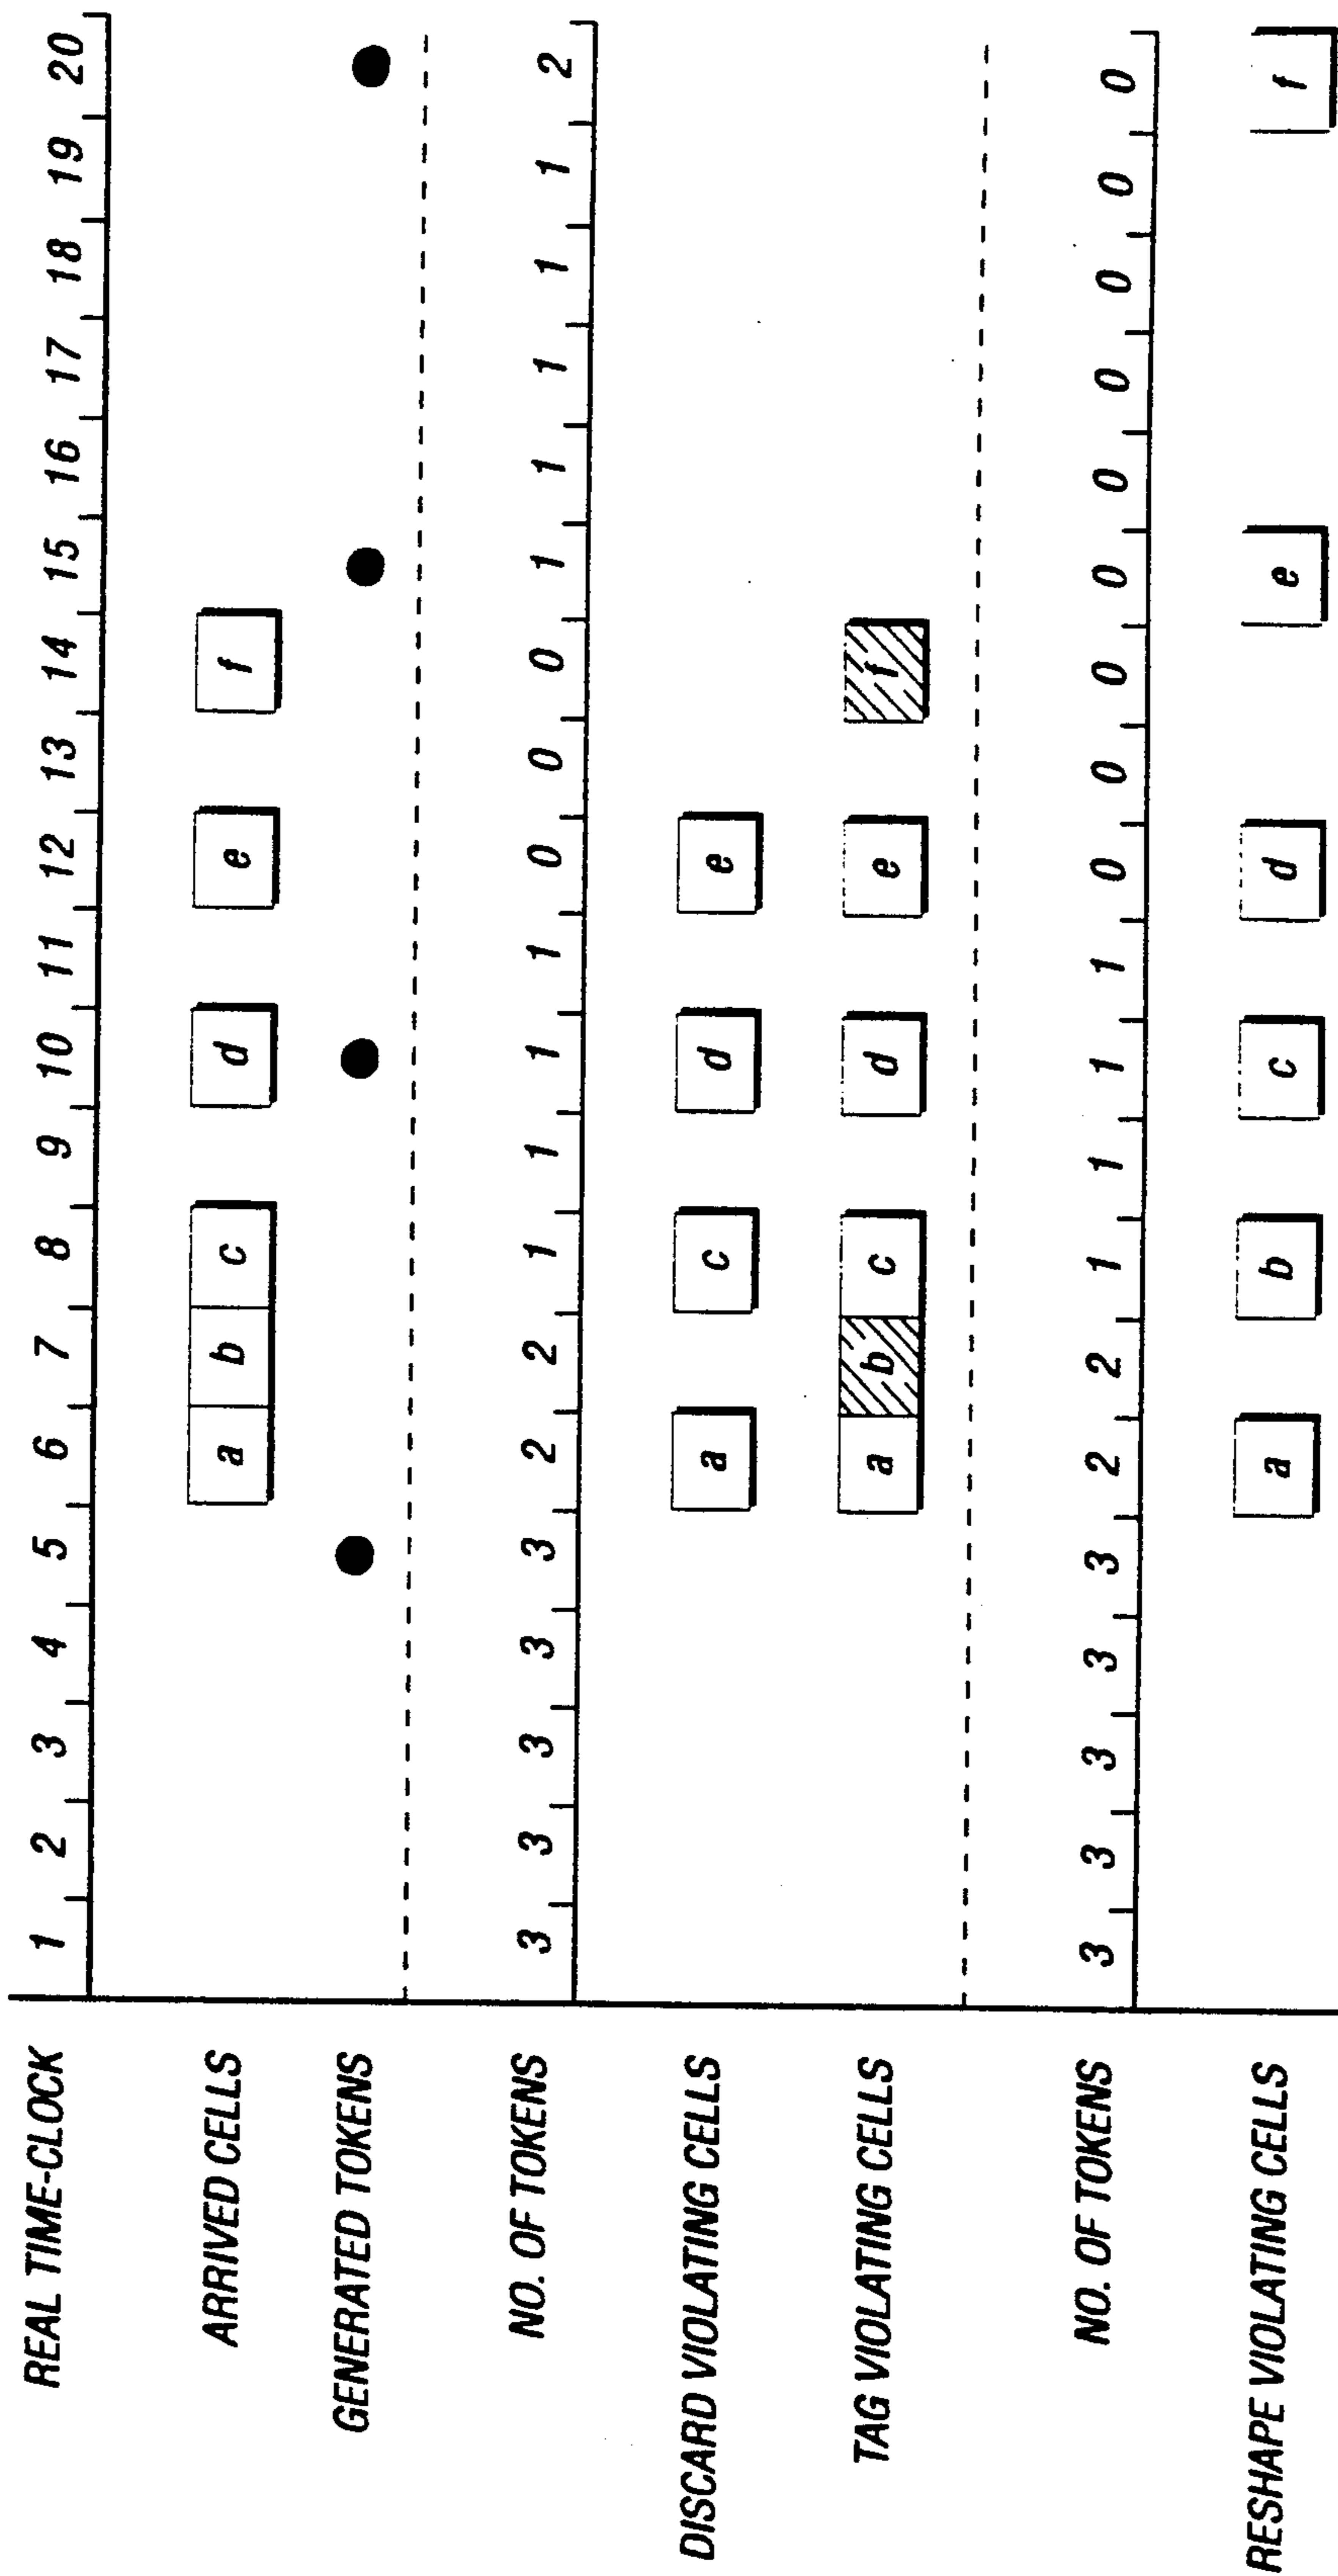 REAL TIME-CLOCK 1 2 3 4 5 6 7 8 9 10 11 12 13 14 15 16 17 18 19 20
ARRIVED CELLS a b c d e f
GENERATED TOKENS
NO. OF TOKENS 3 3 3 3 3 2 2 1 1 1 1 0 0 0 1 1 1 1 1 2
DISCARD VIOLATING CELLS a c d e
TAG VIOLATING CELLS a b c d e f
NO. OF TOKENS 3 3 3 3 3 2 2 1 1 1 1 0 0 0 0 0 0 0 0 0
RESHAPE VIOLATING CELLS a b c d e f